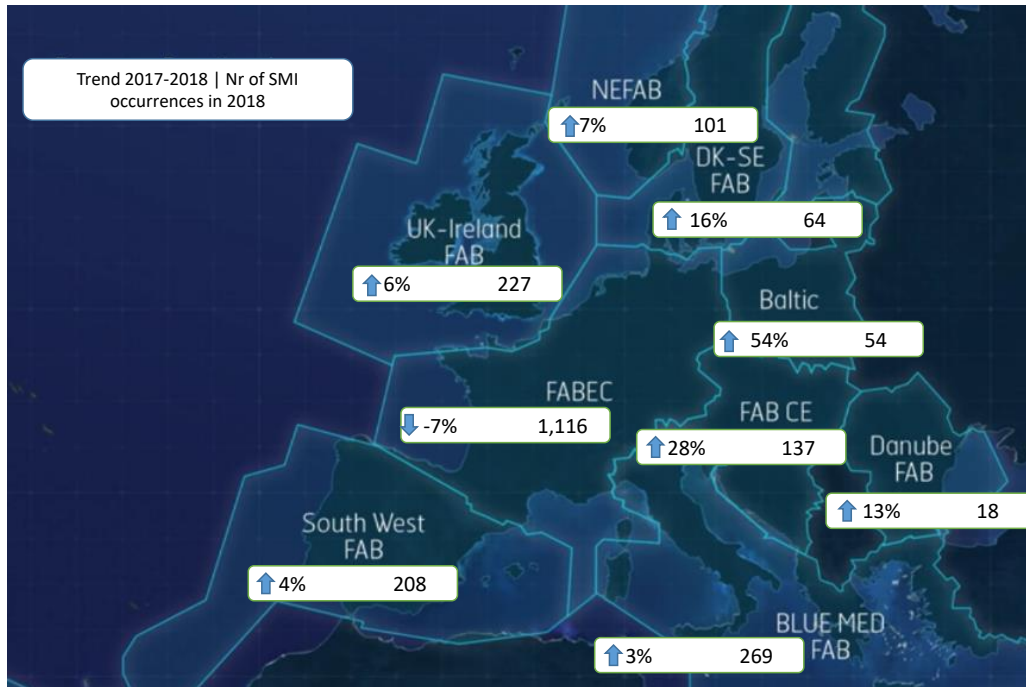 Trend 2017-2018 | Nr of SMI
occurrences in 2018
NEFAB
7% 101
DK-SE
FAB
16% 64
UK-Ireland
FAB
6% 227
Baltic
54% 54
FABEC
-7% 1,116
FAB CE
28% 137
Danube
FAB
13% 18
South West
FAB
4% 208
BLUE MED
FAB
3% 269